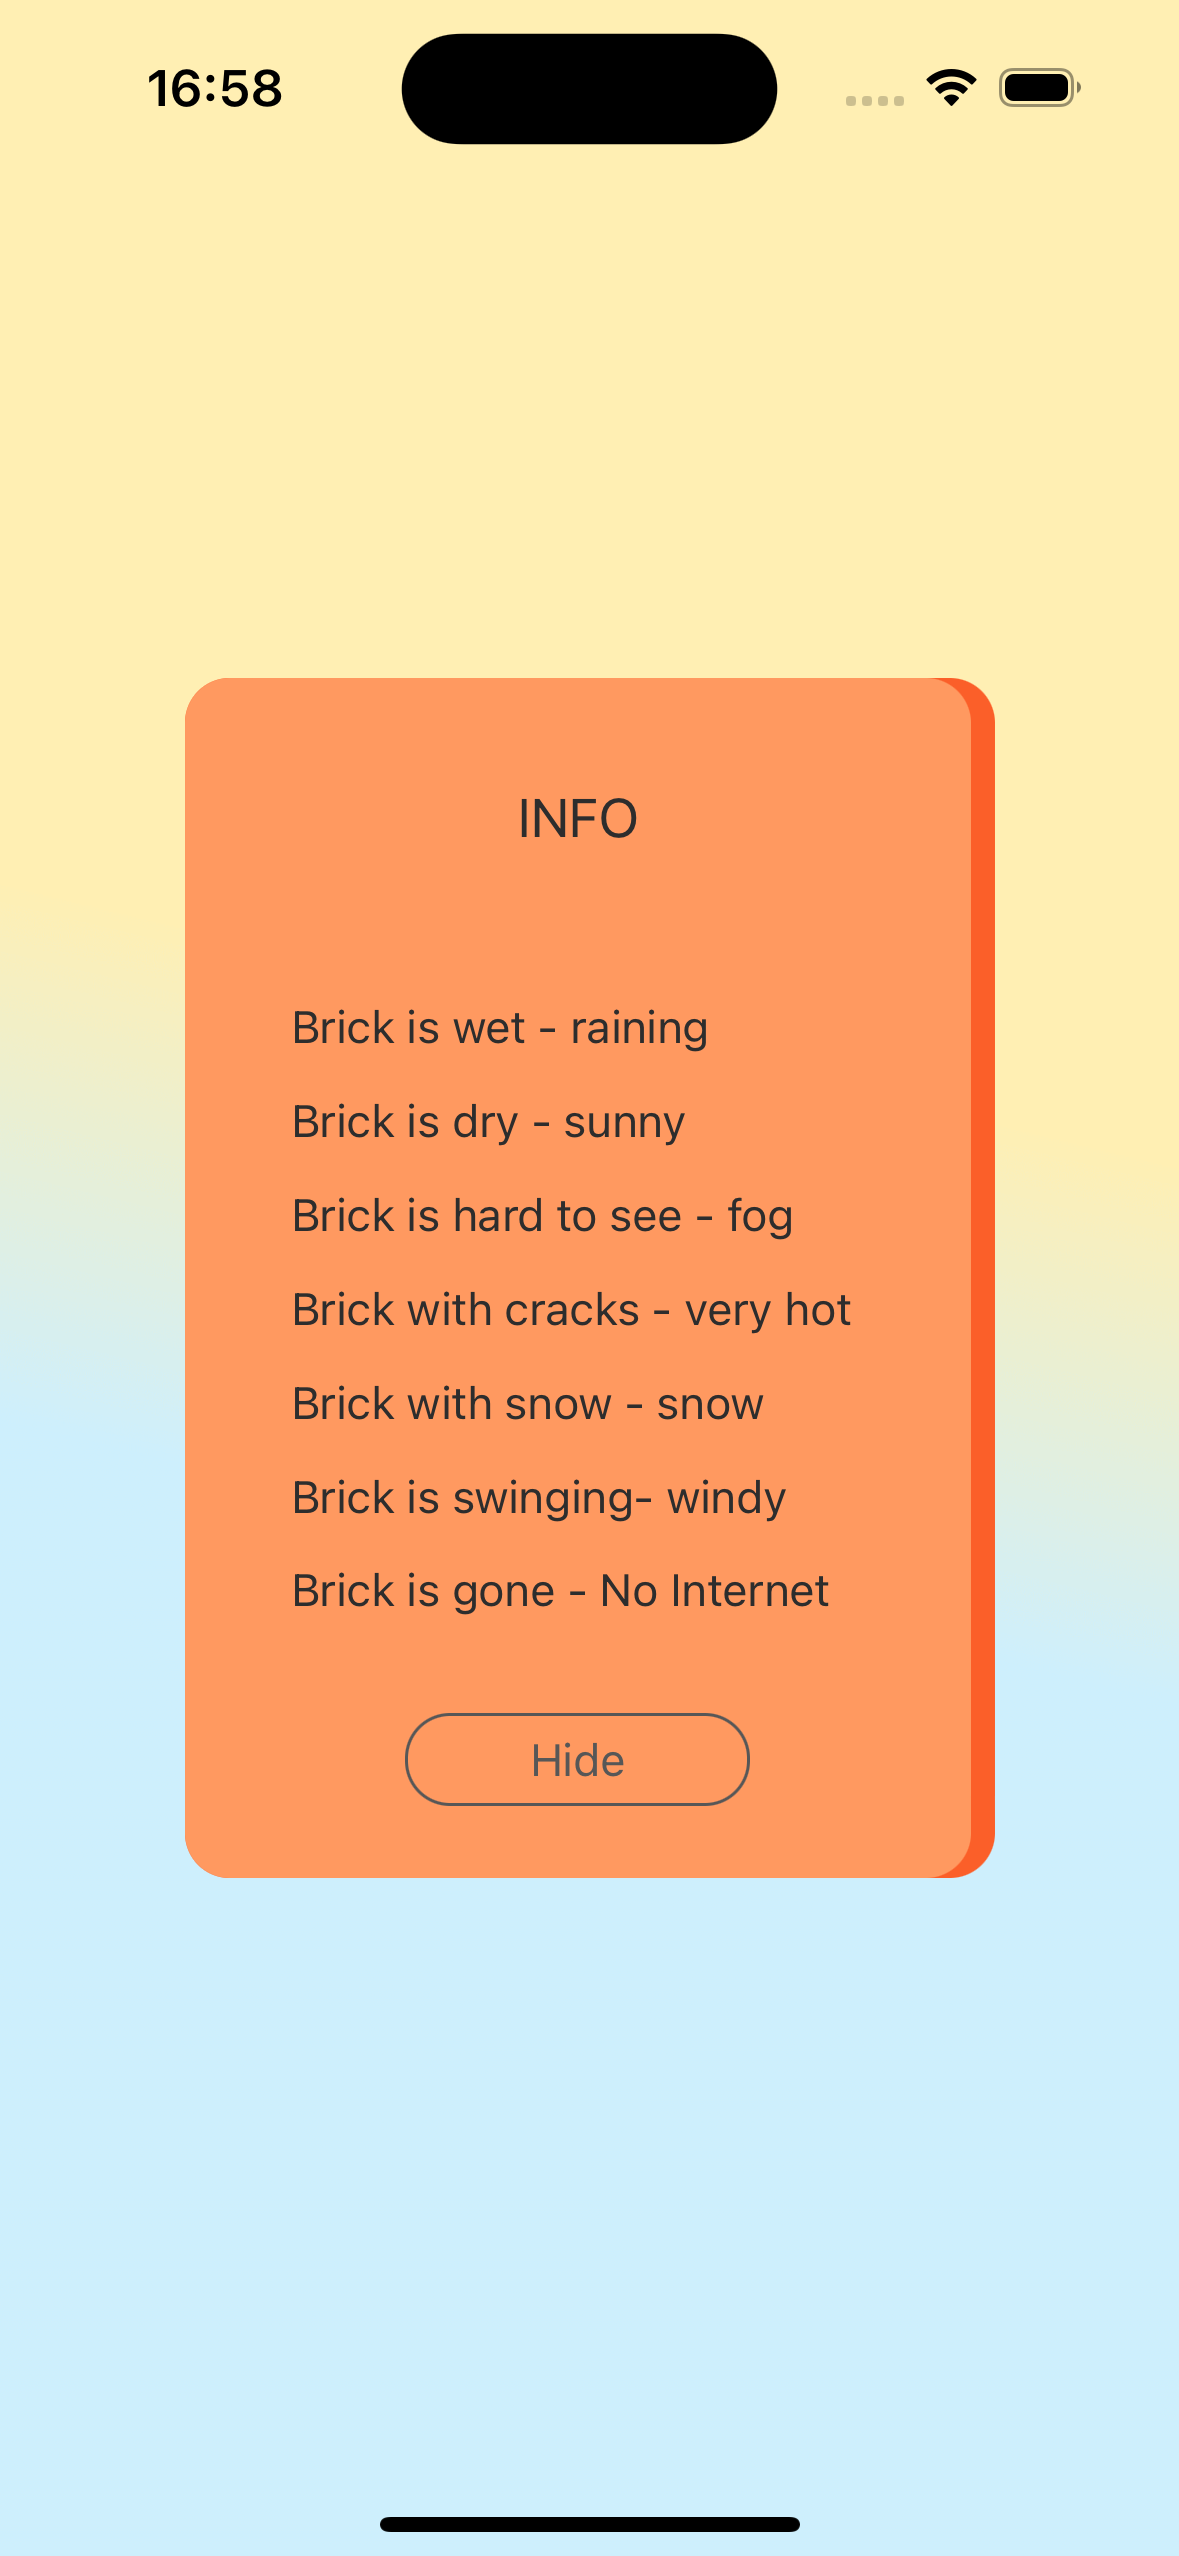 16:58
INFO
Brick is wet - raining
Brick is dry - sunny
Brick is hard to see - fog
Brick with cracks - very hot
Brick with snow - snow
Brick is swinging- windy
Brick is gone - No Internet
Hide